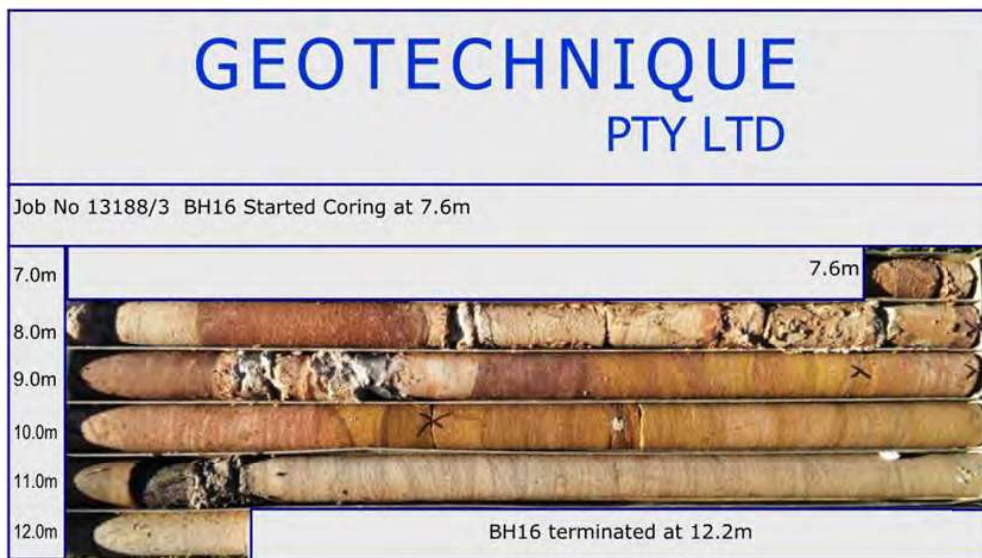 GEOTECHNIQUE
PTY LTD
Job No 13188/3 BH16 Started Coring at 7.6m
7.0m
7.6m
8.0m
9.0m
10.0m
11.0m
12.0m
BH16 terminated at 12.2m